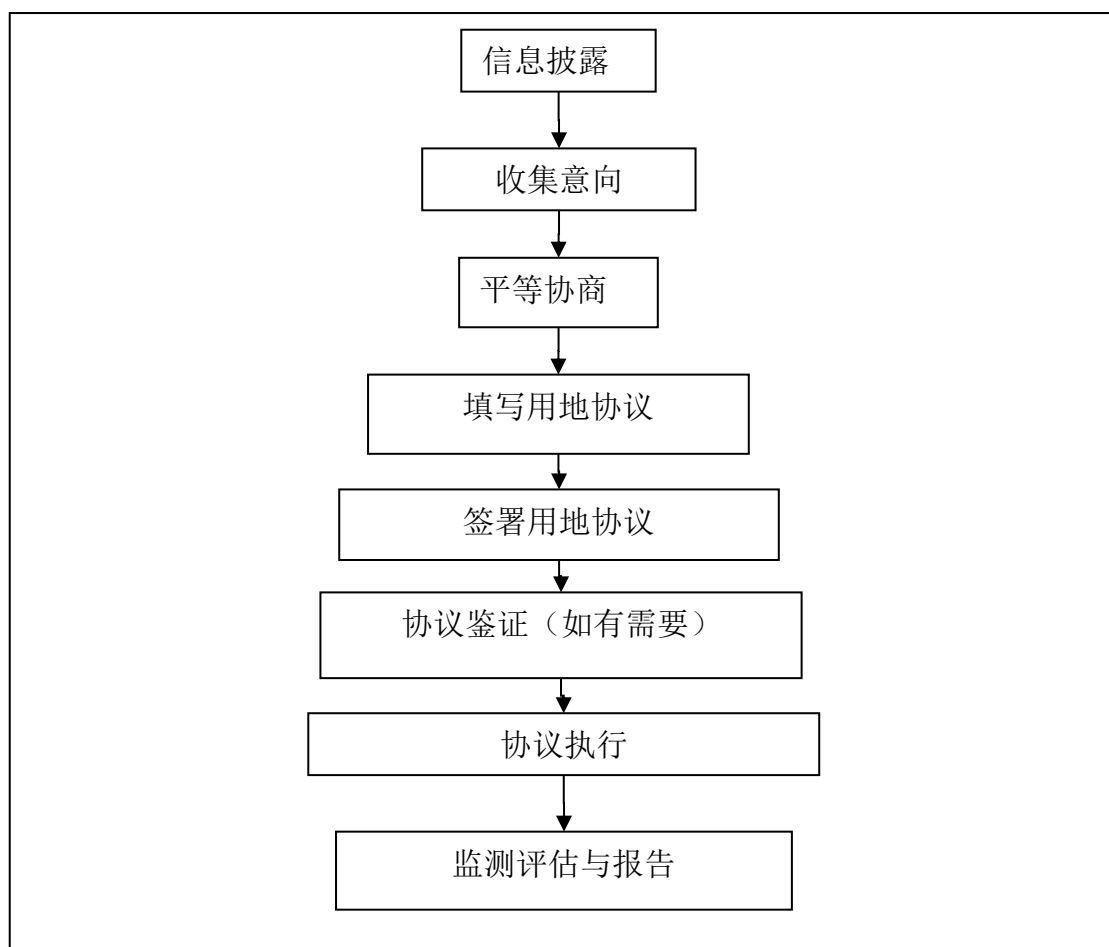 信息披露
收集意向
平等协商
填写用地协议
签署用地协议
协议鉴证（如有需要）
协议执行
监测评估与报告